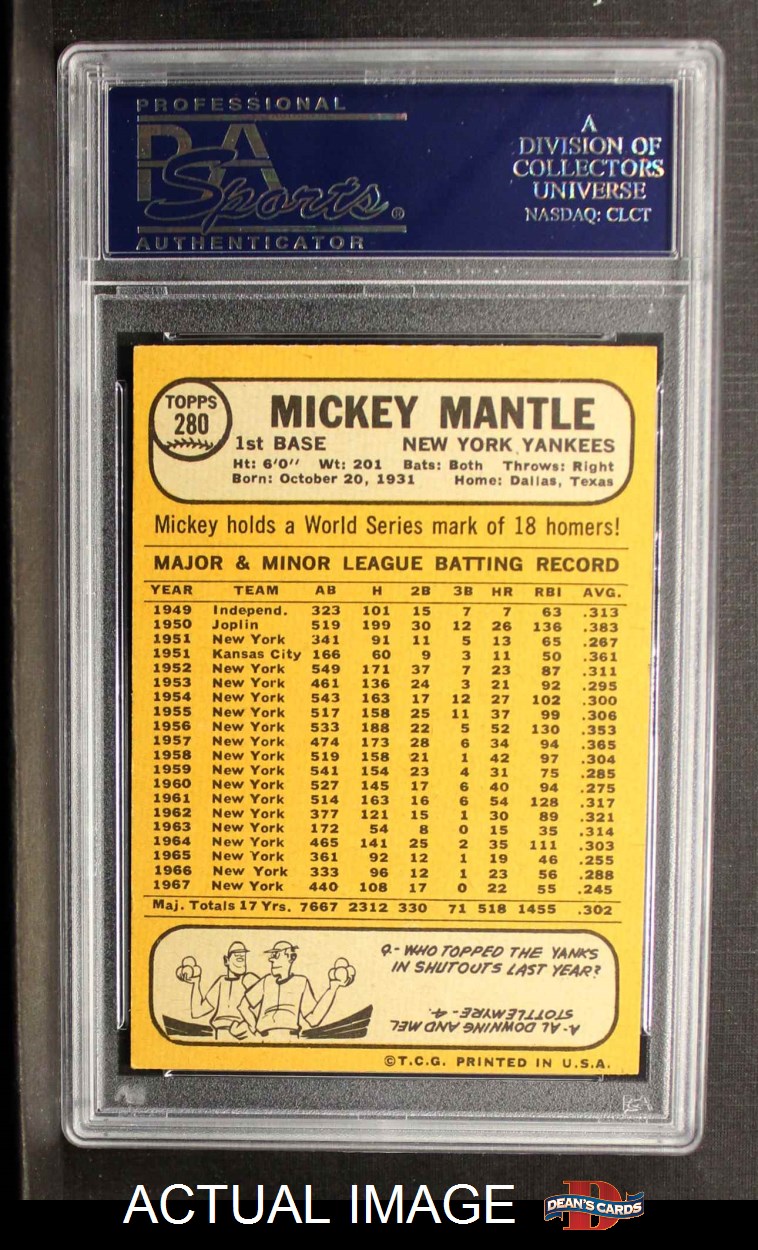 PROFESSIONAL
PSA
Sports®
AUTHENTICATOR
A
DIVISION OF
COLLECTORS
UNIVERSE
NASDAQ: CLCT
TOPPS
280
MICKEY MANTLE
1st BASE NEW YORK YANKEES
Ht: 6'0" Wt: 201 Bats: Both Throws: Right
Born: October 20, 1931 Home: Dallas, Texas
Mickey holds a World Series mark of 18 homers!
MAJOR & MINOR LEAGUE BATTING RECORD
YEAR TEAM AB H 2B 3B HR RBI AVG.
1949 Independ. 323 101 15 7 7 63 .313
1950 Joplin 519 199 30 12 26 136 .383
1951 New York 341 91 11 5 13 65 .267
1951 Kansas City 166 60 9 3 11 50 .361
1952 New York 549 171 37 7 23 87 .311
1953 New York 461 136 24 3 21 92 .295
1954 New York 543 163 17 12 27 102 .300
1955 New York 517 158 25 11 37 99 .306
1956 New York 533 188 22 5 52 130 .353
1957 New York 474 173 28 6 34 94 .365
1958 New York 519 158 21 1 42 97 .304
1959 New York 541 154 23 4 31 75 .285
1960 New York 527 145 17 6 40 94 .275
1961 New York 514 163 16 6 54 128 .317
1962 New York 377 121 15 1 30 89 .321
1963 New York 172 54 8 0 15 35 .314
1964 New York 465 141 25 2 35 111 .303
1965 New York 361 92 12 1 19 46 .255
1966 New York 333 96 12 1 23 56 .288
1967 New York 440 108 17 0 22 55 .245
Maj. Totals 17 Yrs. 7667 2312 330 71 518 1455 .302
Q- WHO TOPPED THE YANKS
IN SHUTOUTS LAST YEAR?
A- AL DOWNING AND MEL
STOTTLEMYRE - 4.
©T.C.G. PRINTED IN U.S.A.
PSA
ACTUAL IMAGE
D
DEAN'S CARDS